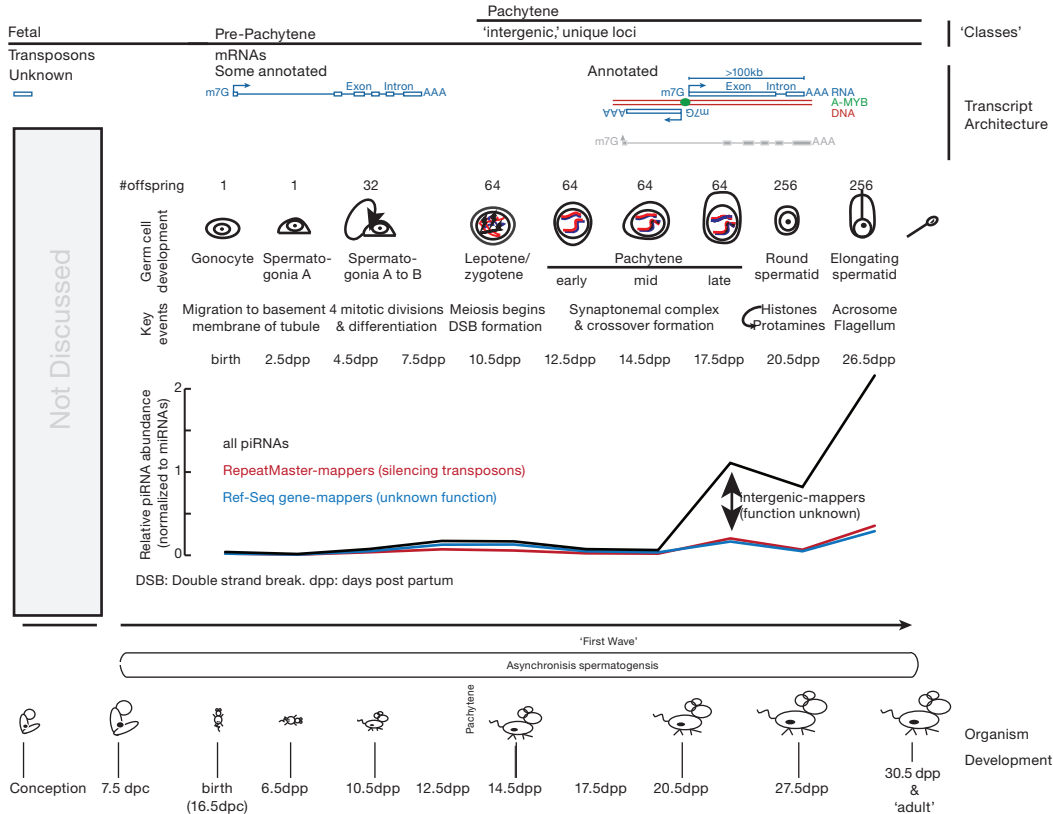 Pachytene
Fetal
Pre-Pachytene
'intergenic,' unique loci
'Classes'
Transposons
Unknown
mRNAs
Some annotated
m7G
Exon
Intron
AAA
Annotated
>100kb
m7G
Exon
Intron
AAA RNA
A-MYB
DNA
AAA
m7G
m7G
AAA
Transcript
Architecture
Not Discussed
#offspring
1
1
32
64
64
64
64
256
256
Germ cell
development
Gonocyte
Spermato-
gonia A
Spermato-
gonia A to B
Lepotene/
zygotene
Pachytene
early
mid
late
Round
spermatid
Elongating
spermatid
Key
events
Migration to basement
membrane of tubule
4 mitotic divisions
& differentiation
Meiosis begins
DSB formation
Synaptonemal complex
& crossover formation
Histones
Protamines
Acrosome
Flagellum
birth
2.5dpp
4.5dpp
7.5dpp
10.5dpp
12.5dpp
14.5dpp
17.5dpp
20.5dpp
26.5dpp
Relative piRNA abundance
(normalized to miRNAs)
2
1
0
all piRNAs
RepeatMaster-mappers (silencing transposons)
Ref-Seq gene-mappers (unknown function)
Intergenic-mappers
(function unknown)
DSB: Double strand break. dpp: days post partum
'First Wave'
Asynchronisis spermatogensis
Pachytene
Organism
Development
Conception
7.5 dpc
birth
(16.5dpc)
6.5dpp
10.5dpp
12.5dpp
14.5dpp
17.5dpp
20.5dpp
27.5dpp
30.5 dpp
&
'adult'